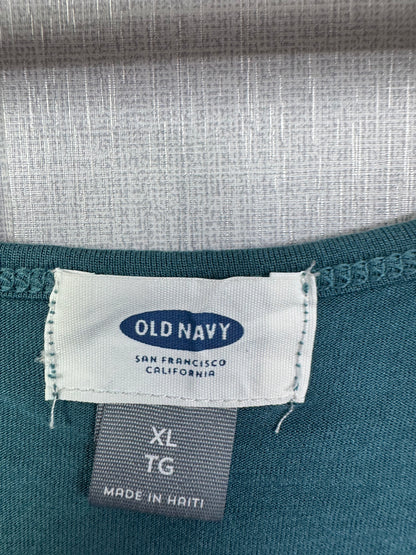 OLD NAVY
SAN FRANCISCO
CALIFORNIA
XL
TG
MADE IN HAITI